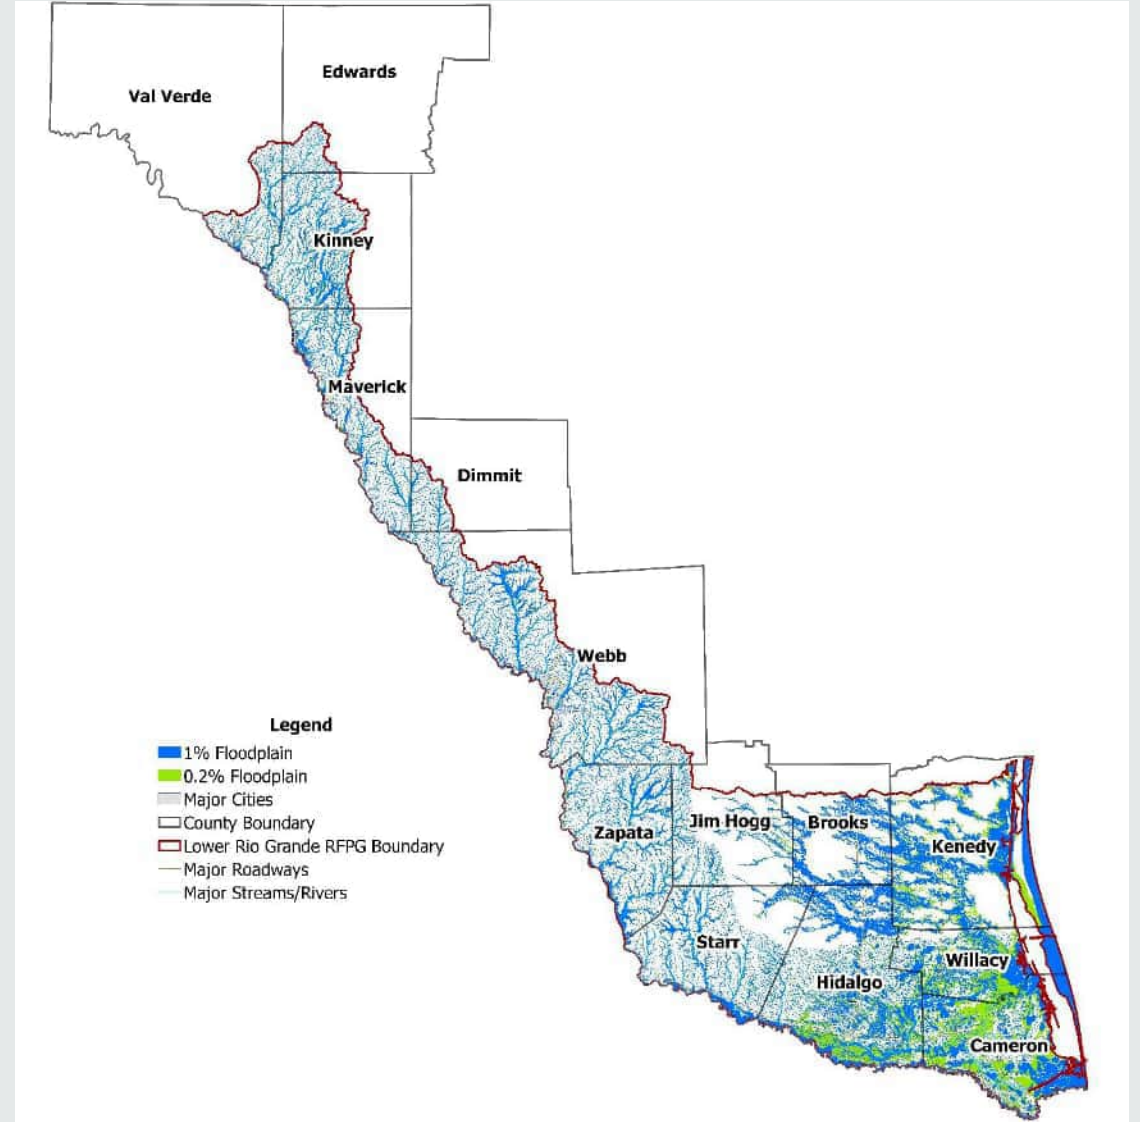 Edwards
Val Verde
Kinney
Maverick
Dimmit
Webb
Legend
1% Floodplain
0.2% Floodplain
Major Cities
County Boundary
Lower Rio Grande RFPG Boundary
Major Roadways
Major Streams/Rivers
Zapata
Jim Hogg
Brooks
Kenedy
Starr
Hidalgo
Willacy
Cameron